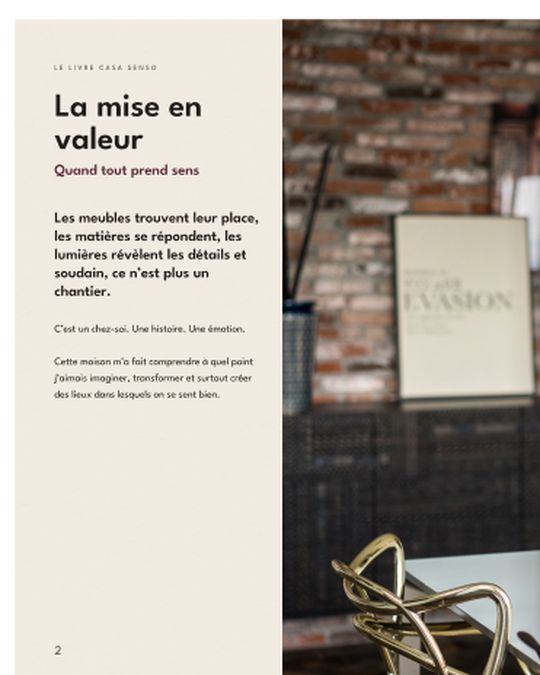 LE LIVRE CASA SENSO
La mise en
valeur
Quand tout prend sens
Les meubles trouvent leur place,
les matières se répondent, les
lumières révèlent les détails et
soudain, ce n'est plus un
chantier.
C'est un chez-soi. Une histoire. Une émotion.
Cette maison m'a fait comprendre à quel point
j'aimais imaginer, transformer et surtout créer
des lieux dans lesquels on se sent bien.
2
EVASION